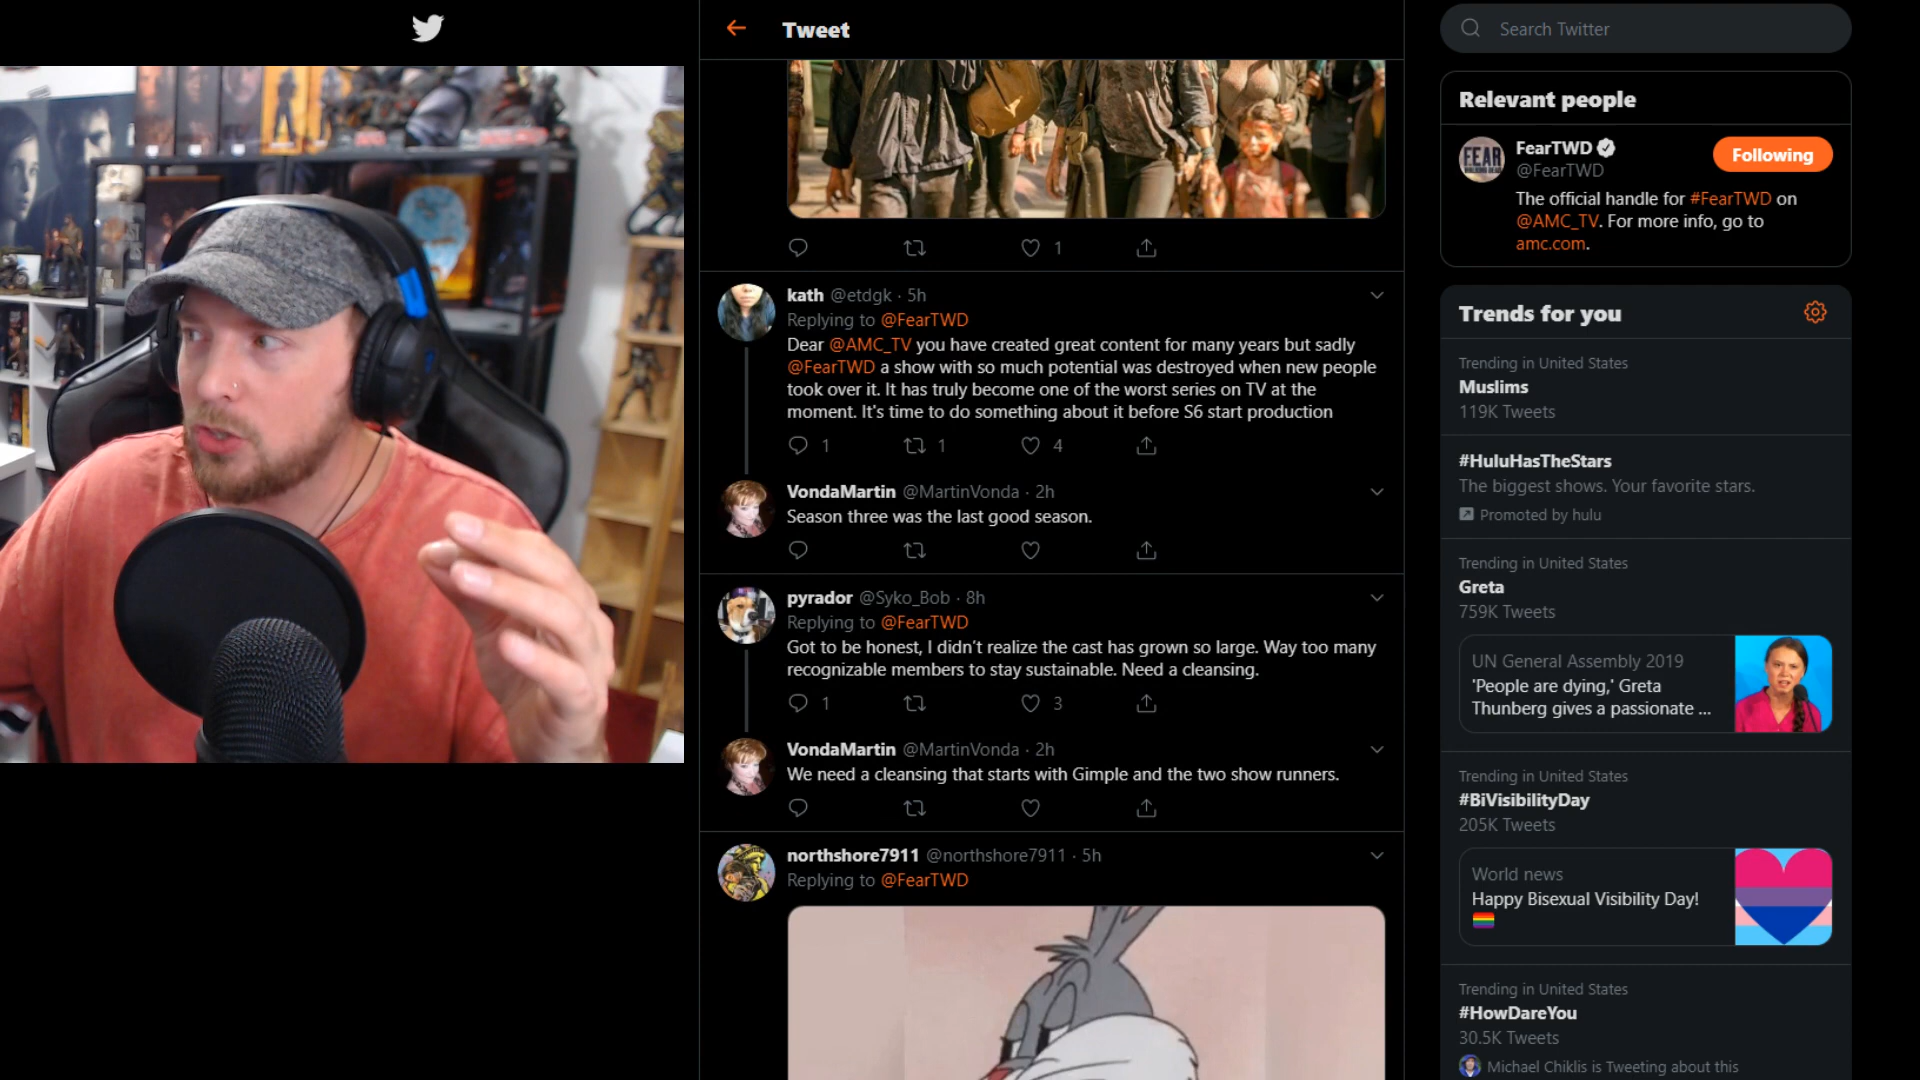 Tweet
1
kath @etdgk · 5h
Replying to @FearTWD
Dear @AMC_TV you have created great content for many years but sadly
@FearTWD a show with so much potential was destroyed when new people
took over it. It has truly become one of the worst series on TV at the
moment. It's time to do something about it before S6 start production
1 1 4
VondaMartin @MartinVonda · 2h
Season three was the last good season.
pyrador @Syko_Bob · 8h
Replying to @FearTWD
Got to be honest, I didn't realize the cast has grown so large. Way too many
recognizable members to stay sustainable. Need a cleansing.
1 3
VondaMartin @MartinVonda · 2h
We need a cleansing that starts with Gimple and the two show runners.
northshore7911 @northshore7911 · 5h
Replying to @FearTWD
Search Twitter
Relevant people
FEAR
FearTWD
@FearTWD
Following
The official handle for #FearTWD on
@AMC_TV. For more info, go to
amc.com.
Trends for you
Trending in United States
Muslims
119K Tweets
#HuluHasTheStars
The biggest shows. Your favorite stars.
Promoted by hulu
Trending in United States
Greta
759K Tweets
UN General Assembly 2019
'People are dying,' Greta
Thunberg gives a passionate ...
Trending in United States
#BiVisibilityDay
205K Tweets
World news
Happy Bisexual Visibility Day!
Trending in United States
#HowDareYou
30.5K Tweets
Michael Chiklis is Tweeting about this